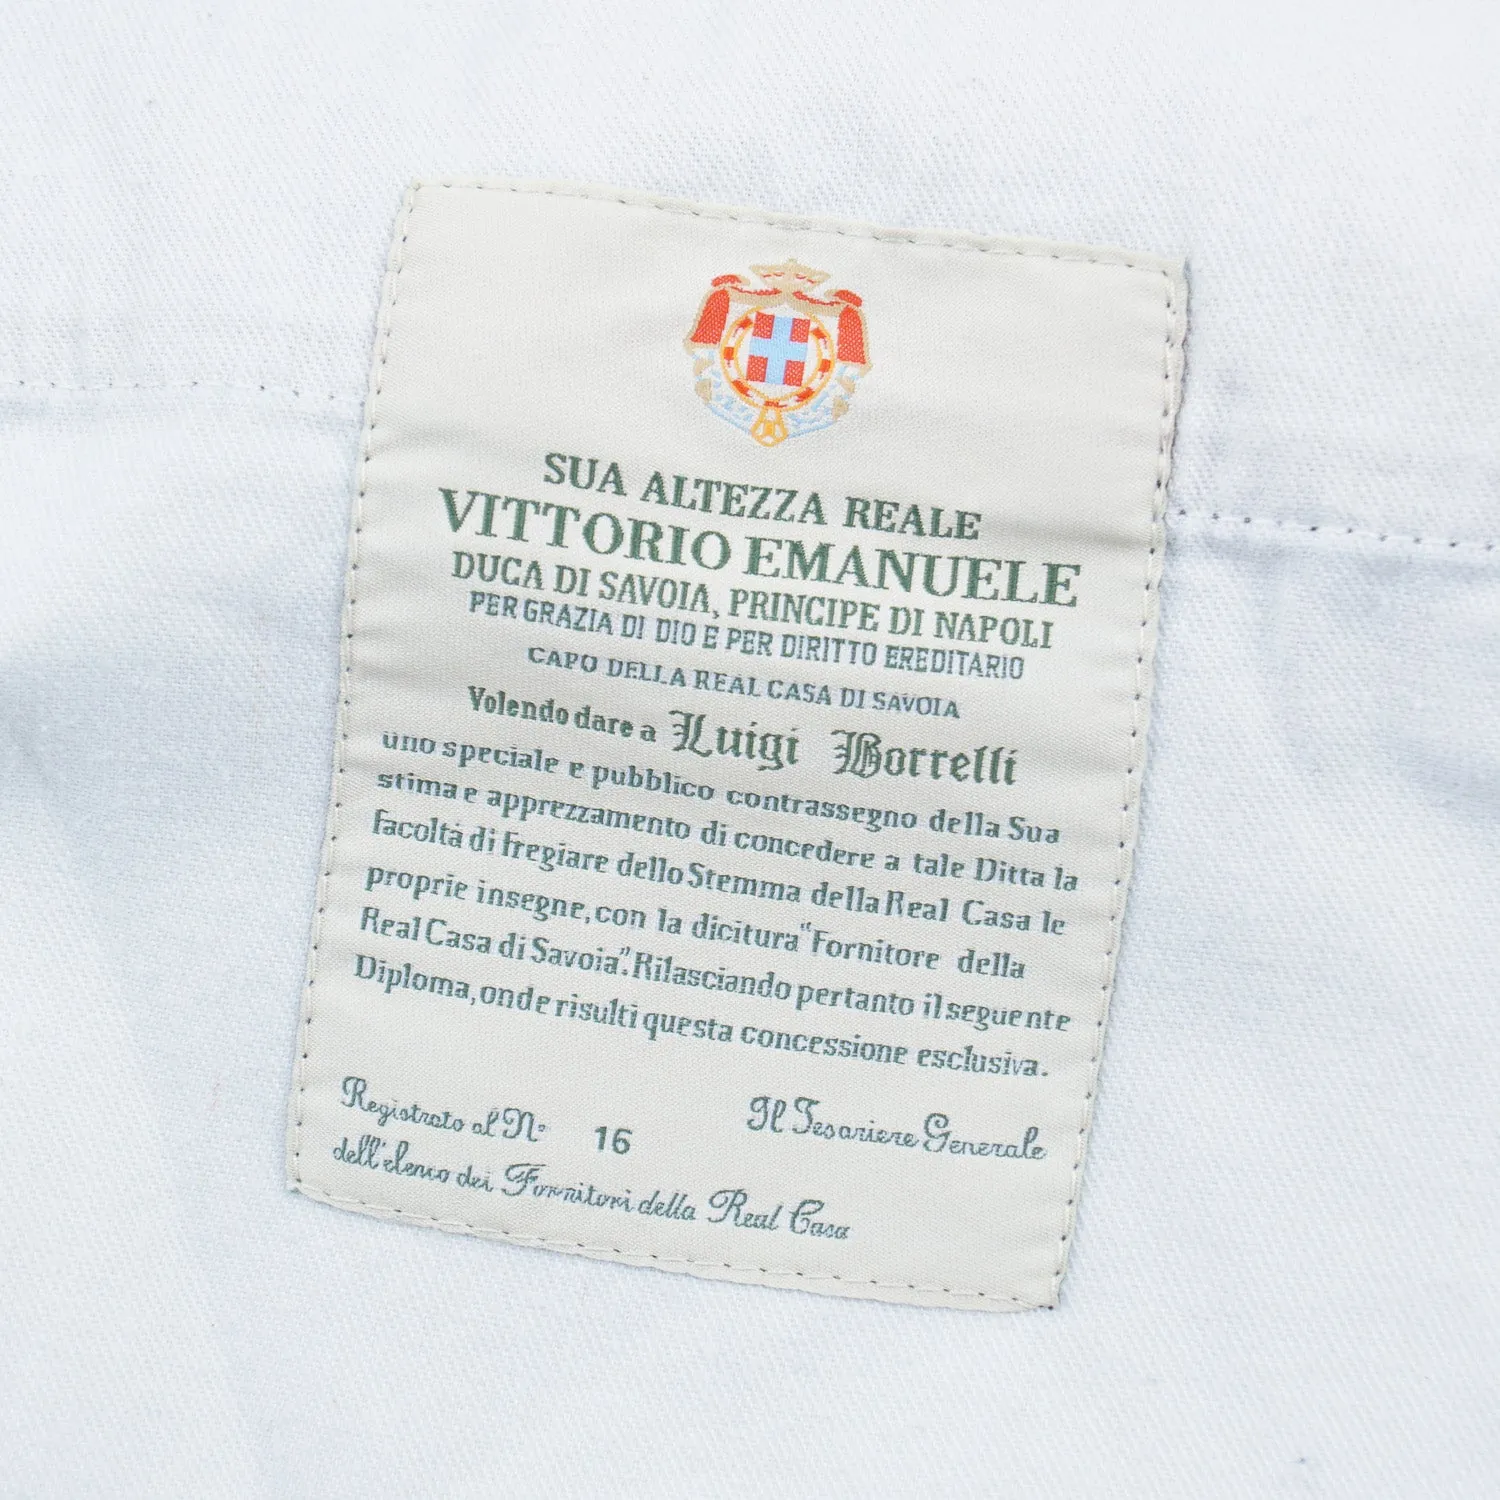 SUA ALTEZZA REALE
VITTORIO EMANUELE
DUCA DI SAVOIA, PRINCIPE DI NAPOLI
PER GRAZIA DI DIO E PER DIRITTO EREDITARIO
CAPO DELLA REAL CASA DI SAVOIA
Volendo dare a Luigi Borrelli
uno speciale e pubblico contrassegno della Sua
stima e apprezzamento di concedere a tale Ditta la
facoltá di fregiare dello Stemma della Real Casa le
proprie insegne, con la dicitura "Fornitore della
Real Casa di Savoia". Rilasciando pertanto il seguente
Diploma, onde risulti questa concessione esclusiva.
Registrato al N° 16 Il Tesoriere Generale
dell'elenco dei Fornitori della Real Casa